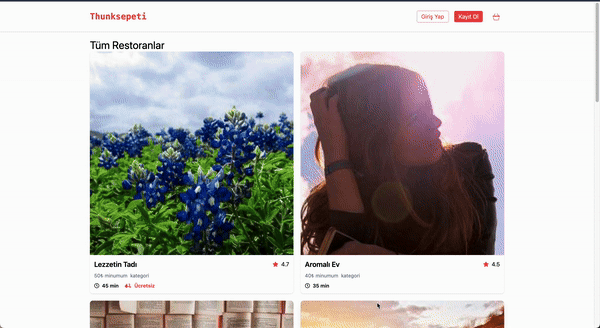 Thunksepeti
Giriş Yap
Kayıt Ol
Tüm Restoranlar
Lezzetin Tadı
4.7
50₺ minumum kategori
45 min Ücretsiz
Aromalı Ev
4.5
40₺ minumum kategori
35 min